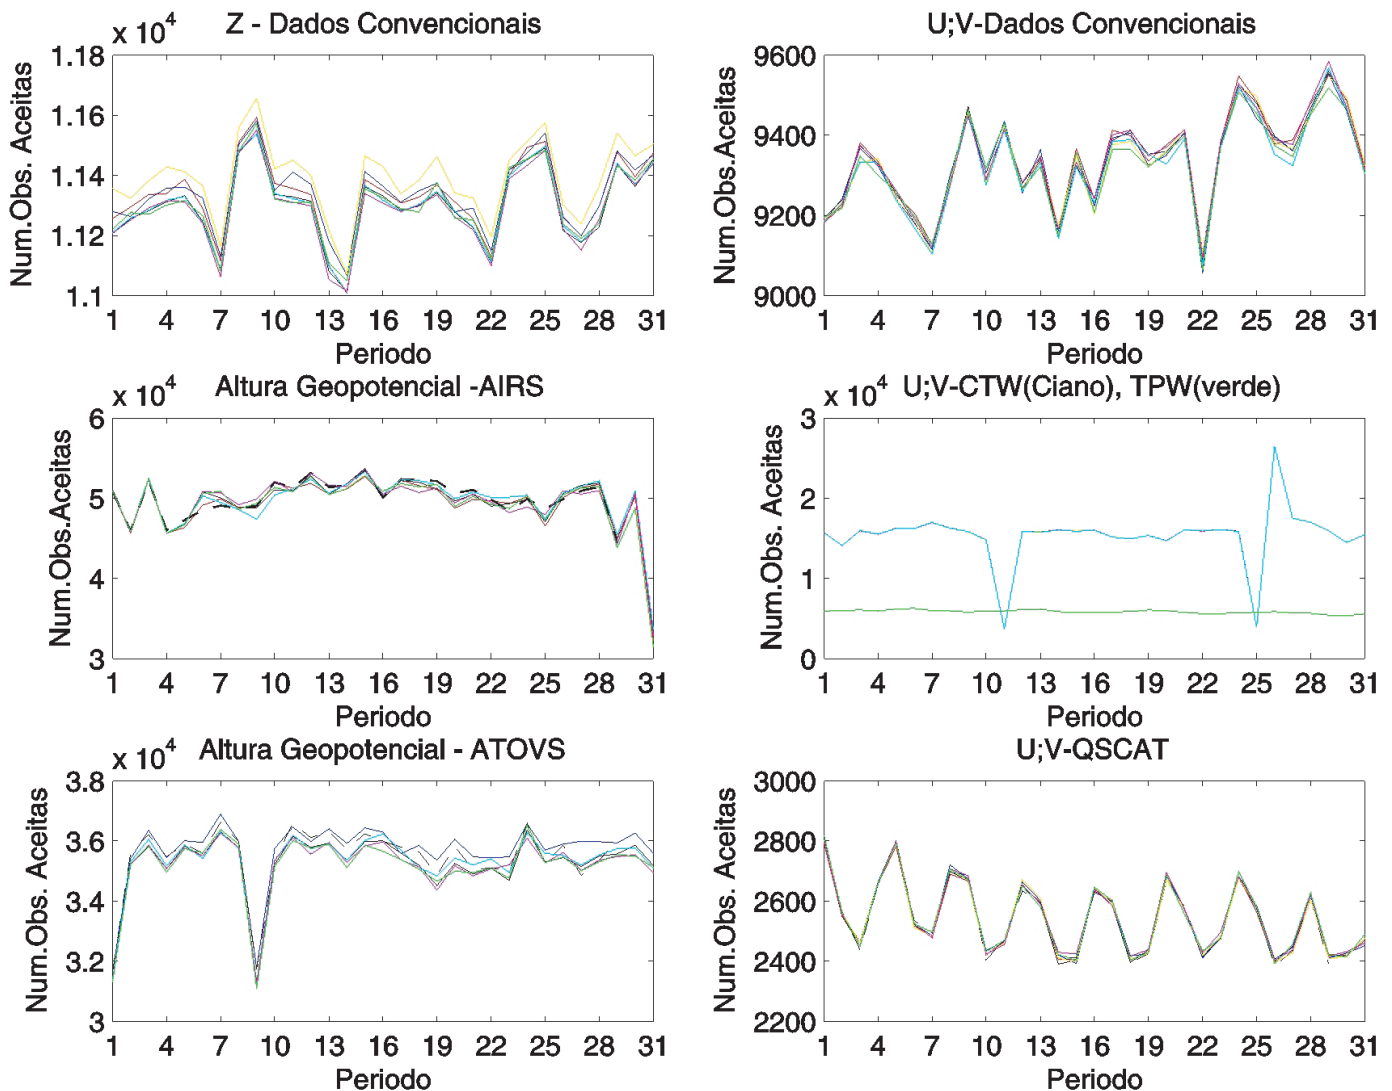 x 10^4 Z - Dados Convencionais
Num.Obs. Aceitas
1.18
1.16
1.14
1.12
1.1
1 4 7 10 13 16 19 22 25 28 31
Periodo
U;V-Dados Convencionais
Num.Obs.Aceitas
9600
9400
9200
9000
1 4 7 10 13 16 19 22 25 28 31
Periodo
x 10^4 Altura Geopotencial -AIRS
Num.Obs.Aceitas
6
5
4
3
1 4 7 10 13 16 19 22 25 28 31
Periodo
x 10^4 U;V-CTW(Ciano), TPW(verde)
Num.Obs. Aceitas
3
2
1
0
1 4 7 10 13 16 19 22 25 28 31
Periodo
x 10^4 Altura Geopotencial - ATOVS
Num.Obs. Aceitas
3.8
3.6
3.4
3.2
3
1 4 7 10 13 16 19 22 25 28 31
Periodo
U;V-QSCAT
Num.Obs. Aceitas
3000
2800
2600
2400
2200
1 4 7 10 13 16 19 22 25 28 31
Periodo